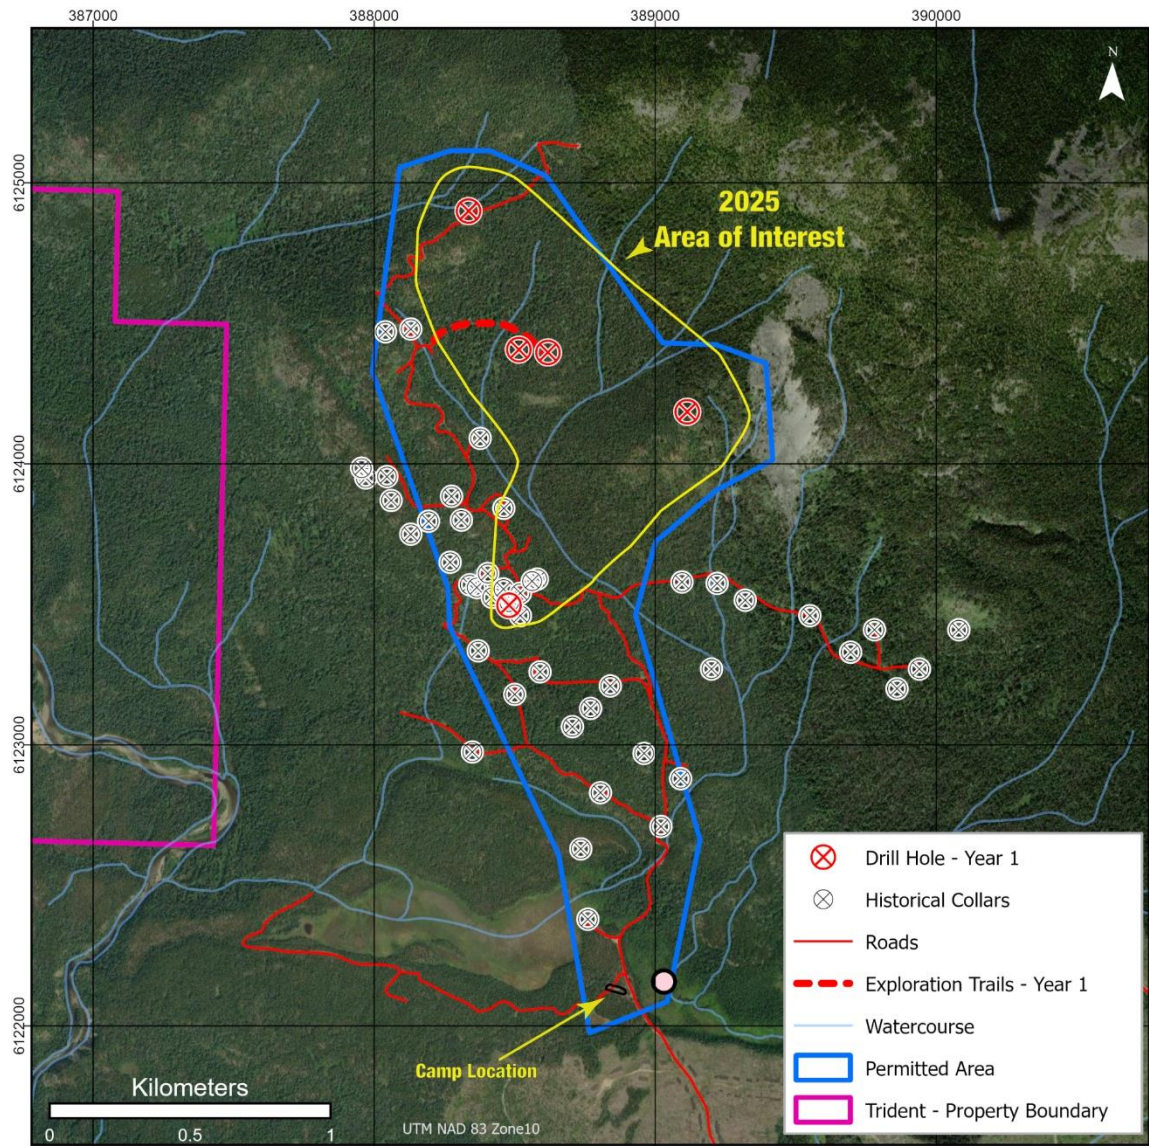 387000
388000
389000
390000
N
6125000
6124000
6123000
6122000
2025
Area of Interest
Camp Location
Kilometers
0
0.5
1
UTM NAD 83 Zone10
Drill Hole - Year 1
Historical Collars
Roads
Exploration Trails - Year 1
Watercourse
Permitted Area
Trident - Property Boundary